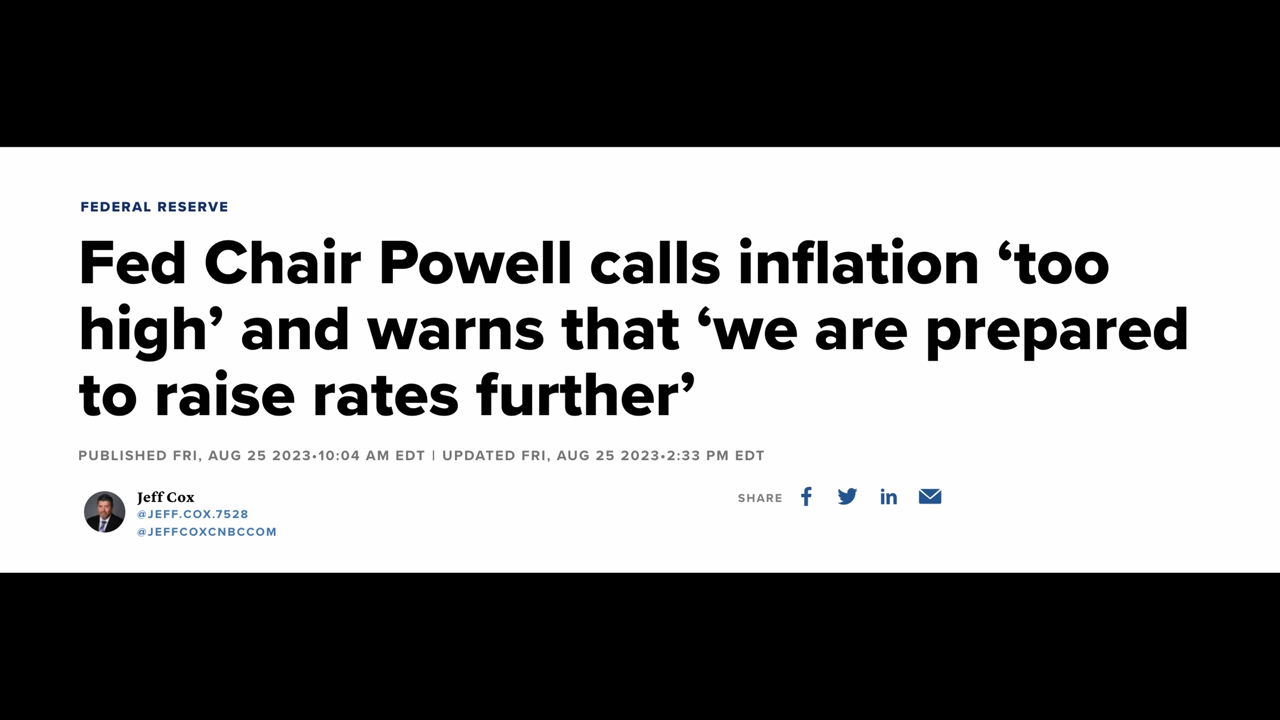 FEDERAL RESERVE
Fed Chair Powell calls inflation ‘too
high’ and warns that ‘we are prepared
to raise rates further’
PUBLISHED FRI, AUG 25 2023•10:04 AM EDT | UPDATED FRI, AUG 25 2023•2:33 PM EDT
Jeff Cox
@JEFF.COX.7528
@JEFFCOXCNBCCOM
SHARE